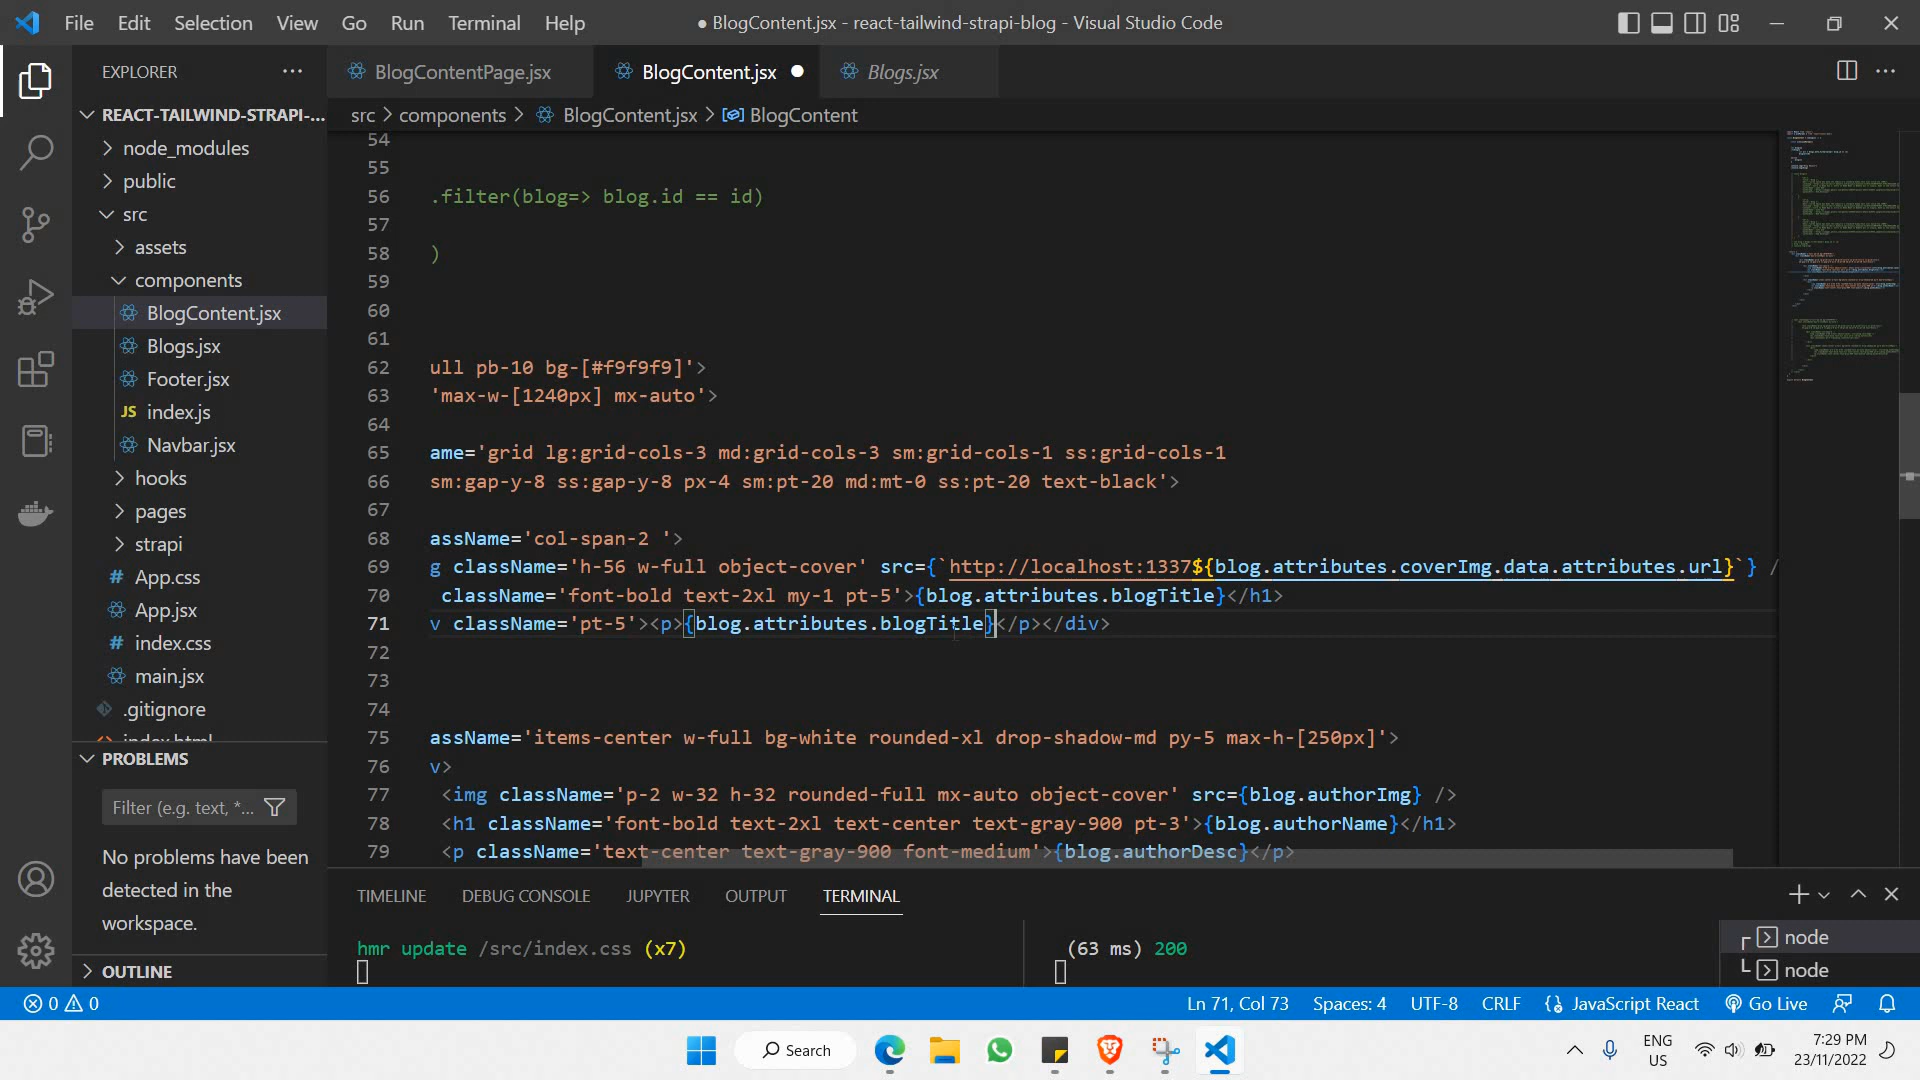 File Edit Selection View Go Run Terminal Help
● BlogContent.jsx - react-tailwind-strapi-blog - Visual Studio Code
EXPLORER
BlogContentPage.jsx
BlogContent.jsx
Blogs.jsx
src > components > BlogContent.jsx > BlogContent
REACT-TAILWIND-STRAPI-...
node_modules
public
src
assets
components
BlogContent.jsx
Blogs.jsx
Footer.jsx
JS index.js
Navbar.jsx
hooks
pages
strapi
# App.css
App.jsx
# index.css
main.jsx
.gitignore
index.html
PROBLEMS
Filter (e.g. text, *...
No problems have been
detected in the
workspace.
OUTLINE
54
55
56 .filter(blog=> blog.id == id)
57
58 )
59
60
61
62 ull pb-10 bg-[#f9f9f9]'>
63 'max-w-[1240px] mx-auto'>
64
65 ame='grid lg:grid-cols-3 md:grid-cols-3 sm:grid-cols-1 ss:grid-cols-1
66 sm:gap-y-8 ss:gap-y-8 px-4 sm:pt-20 md:mt-0 ss:pt-20 text-black'>
67
68 assName='col-span-2 '>
69 g className='h-56 w-full object-cover' src={`http://localhost:1337${blog.attributes.coverImg.data.attributes.url}`} /
70 className='font-bold text-2xl my-1 pt-5'>{blog.attributes.blogTitle}</h1>
71 v className='pt-5'><p>{blog.attributes.blogTitle}</p></div>
72
73
74
75 assName='items-center w-full bg-white rounded-xl drop-shadow-md py-5 max-h-[250px]'>
76 v>
77 <img className='p-2 w-32 h-32 rounded-full mx-auto object-cover' src={blog.authorImg} />
78 <h1 className='font-bold text-2xl text-center text-gray-900 pt-3'>{blog.authorName}</h1>
79 <p className='text-center text-gray-900 font-medium'>{blog.authorDesc}</p>
TIMELINE DEBUG CONSOLE JUPYTER OUTPUT TERMINAL
hmr update /src/index.css (x7)
(63 ms) 200
node
node
0 0
Ln 71, Col 73 Spaces: 4 UTF-8 CRLF JavaScript React Go Live
Search
ENG
US
7:29 PM
23/11/2022